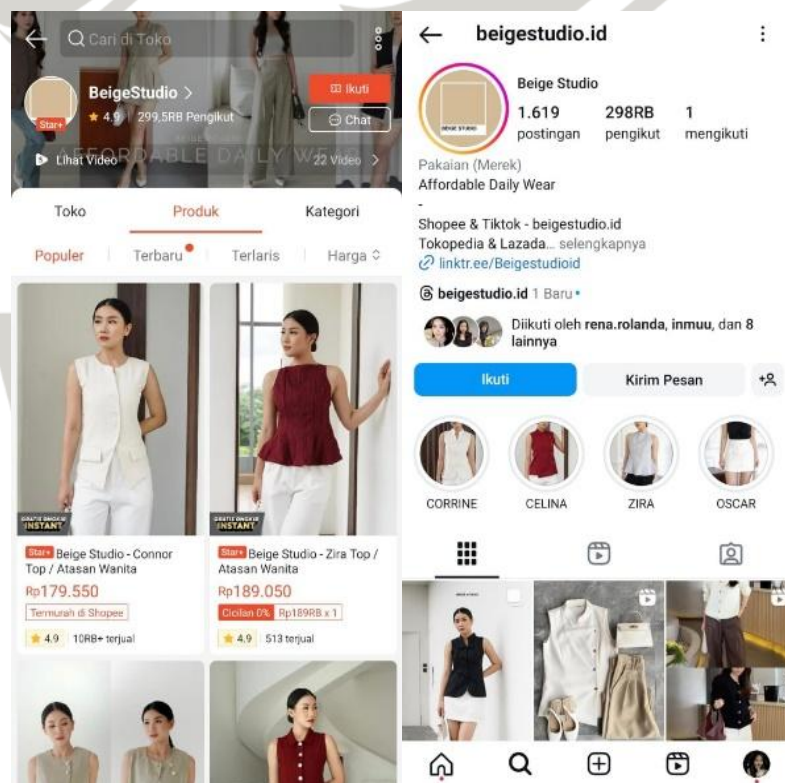 Cari di Toko
BeigeStudio >
Star+
4.9
299,5RB Pengikut
Ikuti
Chat
AFFORDABLE DAILY WEAR
Lihat Video
22 Video >
Toko
Produk
Kategori
Populer
Terbaru
Terlaris
Harga
GRATIS ONGKIR
INSTANT
GRATIS ONGKIR
INSTANT
Star+ Beige Studio - Connor
Top / Atasan Wanita
Rp179.550
Termurah di Shopee
4.9
10RB+ terjual
Star+ Beige Studio - Zira Top /
Atasan Wanita
Rp189.050
Cicilan 0% Rp189RB x 1
4.9
513 terjual
beigestudio.id
BEIGE STUDIO
Beige Studio
1.619
postingan
298RB
pengikut
1
mengikuti
Pakaian (Merek)
Affordable Daily Wear
-
Shopee & Tiktok - beigestudio.id
Tokopedia & Lazada... selengkapnya
linktr.ee/Beigestudioid
beigestudio.id 1 Baru
Diikuti oleh rena.rolanda, inmuu, dan 8
lainnya
Ikuti
Kirim Pesan
CORRINE
CELINA
ZIRA
OSCAR